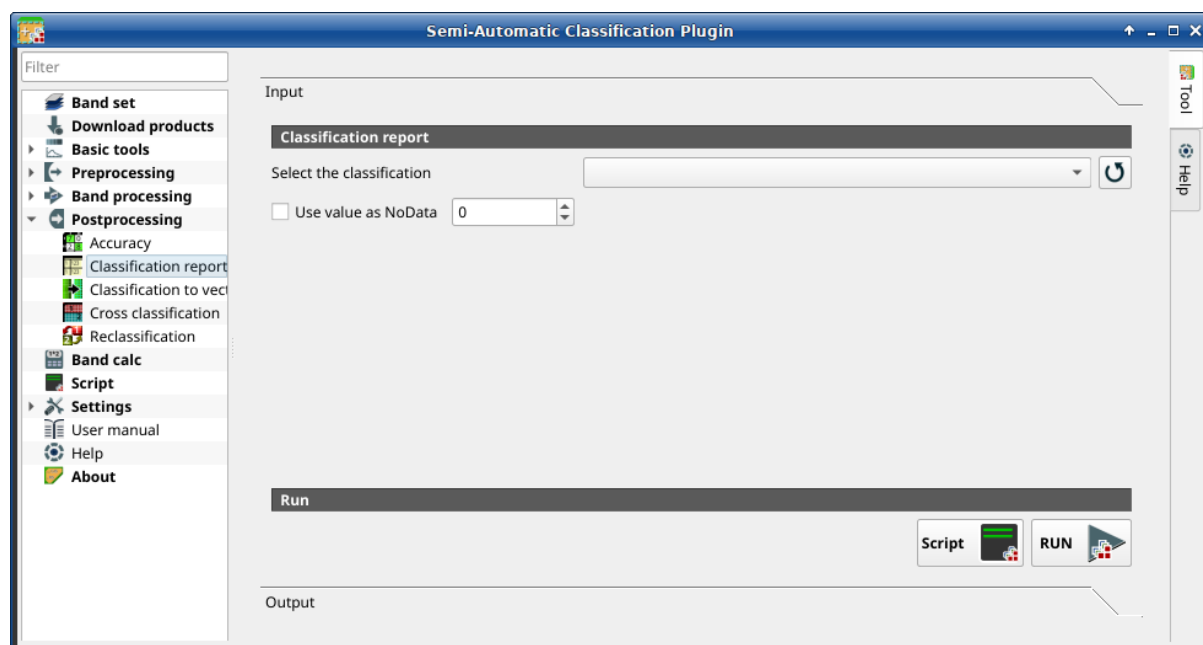 Semi-Automatic Classification Plugin
Filter
Band set
Download products
Basic tools
Preprocessing
Band processing
Postprocessing
Accuracy
Classification report
Classification to vect
Cross classification
Reclassification
Band calc
Script
Settings
User manual
Help
About
Input
Classification report
Select the classification
Use value as NoData 0
Run
Script RUN
Output
Tool
Help